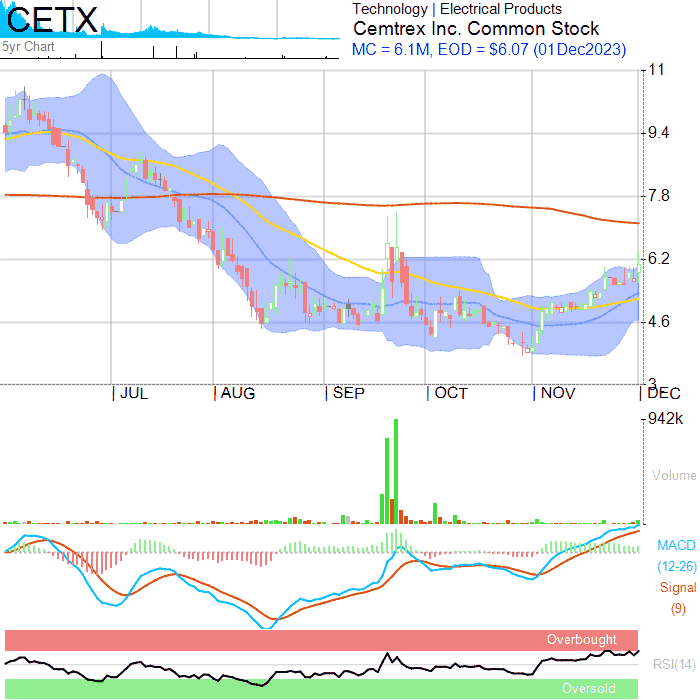 CETX
5yr Chart
Technology | Electrical Products
Cemtrex Inc. Common Stock
MC = 6.1M, EOD = $6.07 (01Dec2023)
11
9.4
7.8
6.2
4.6
3
JUL
AUG
SEP
OCT
NOV
DEC
942k
Volume
MACD
(12-26)
Signal
(9)
Overbought
RSI(14)
Oversold